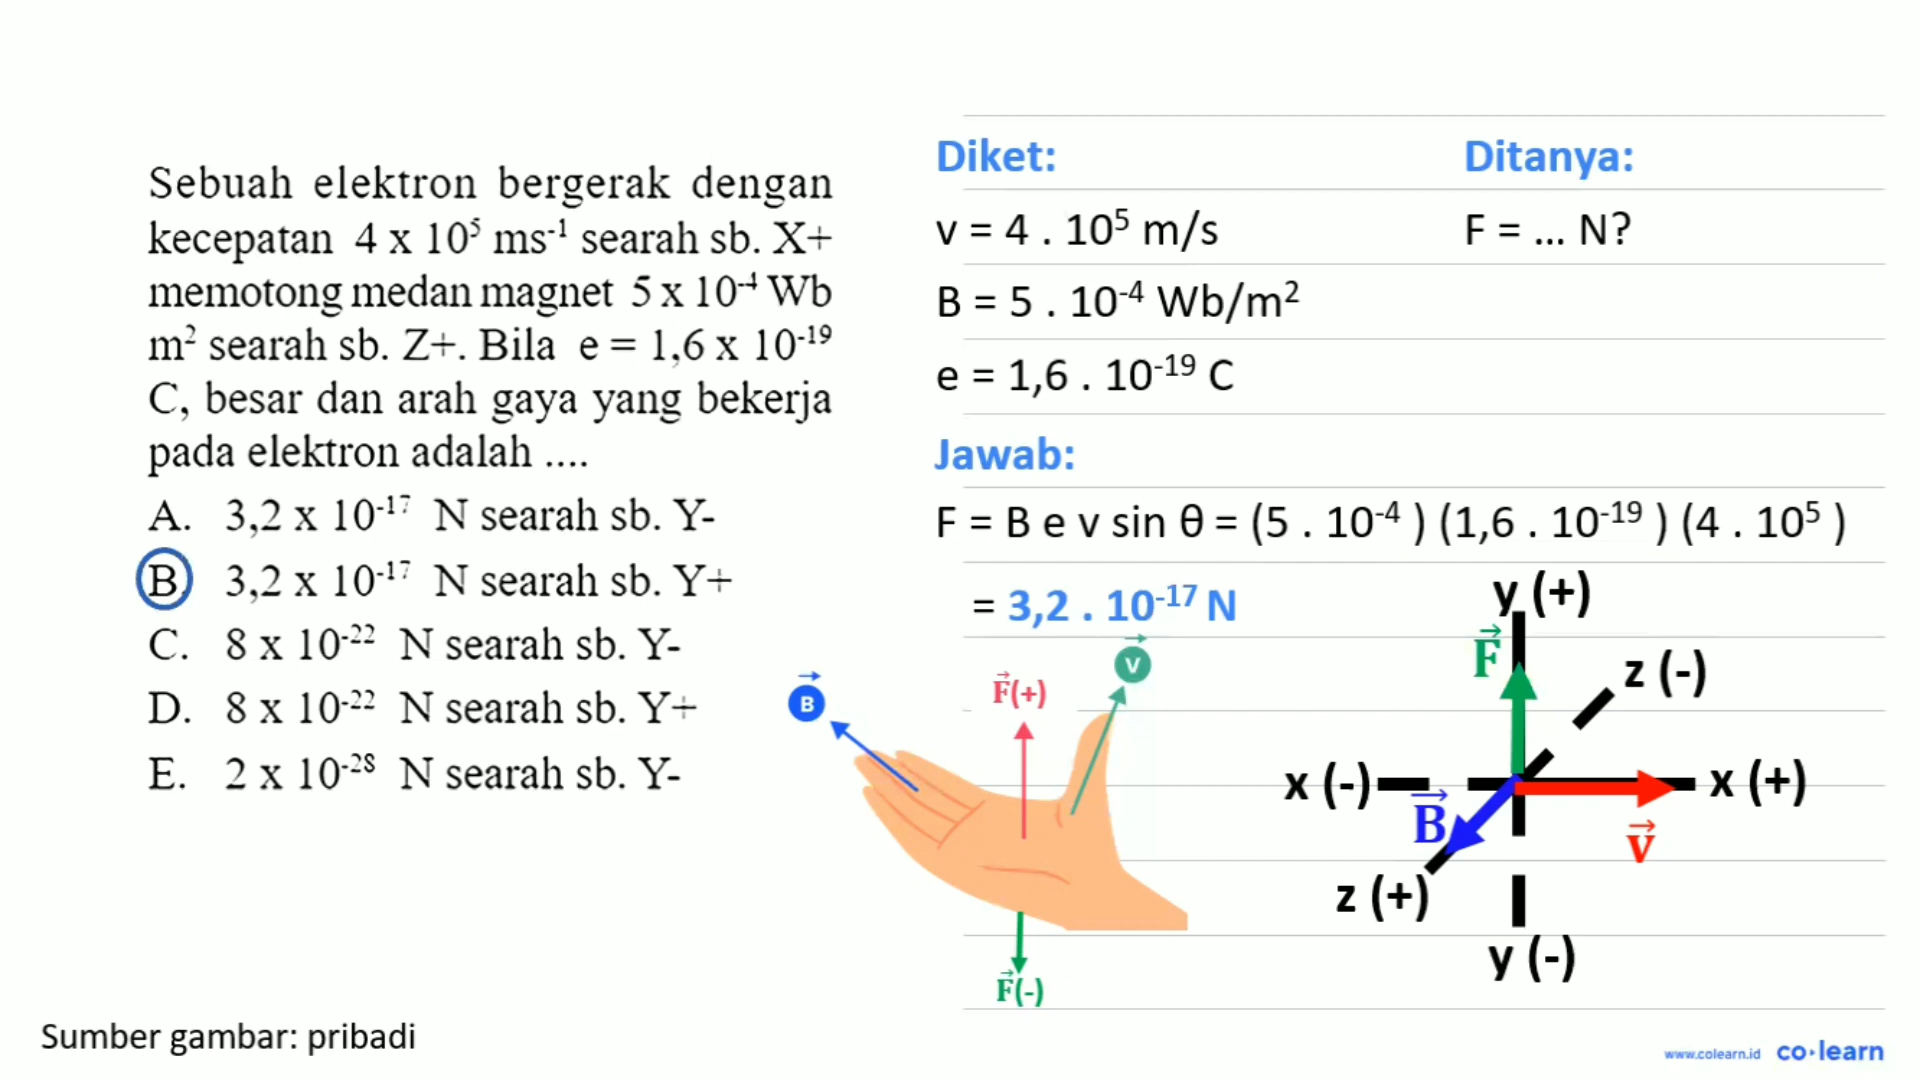 Sebuah elektron bergerak dengan
kecepatan 4 x 10⁵ ms⁻¹ searah sb. X+
memotong medan magnet 5 x 10⁻⁴ Wb
m² searah sb. Z+. Bila e = 1,6 x 10⁻¹⁹
C, besar dan arah gaya yang bekerja
pada elektron adalah ....
A. 3,2 x 10⁻¹⁷ N searah sb. Y-
B. 3,2 x 10⁻¹⁷ N searah sb. Y+
C. 8 x 10⁻²² N searah sb. Y-
D. 8 x 10⁻²² N searah sb. Y+
E. 2 x 10⁻²⁸ N searah sb. Y-
Diket: Ditanya:
v = 4 . 10⁵ m/s F = ... N?
B = 5 . 10⁻⁴ Wb/m²
e = 1,6 . 10⁻¹⁹ C
Jawab:
F = B e v sin θ = (5 . 10⁻⁴ ) (1,6 . 10⁻¹⁹ ) (4 . 10⁵ )
= 3,2 . 10⁻¹⁷ N
B⃗
F⃗(+)
V⃗
F⃗(-)
y (+)
F⃗
z (-)
x (-)
x (+)
B⃗
v⃗
z (+)
y (-)
Sumber gambar: pribadi
www.colearn.id co·learn